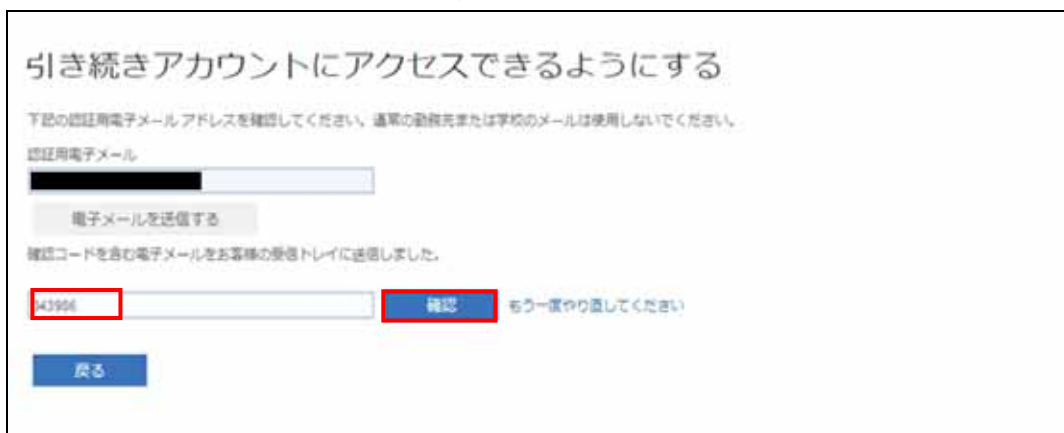 引き続きアカウントにアクセスできるようにする
下記の認証用電子メール アドレスを確認してください。通常の勤務先または学校のメールは使用しないでください。
認証用電子メール
電子メールを送信する
確認コードを含む電子メールをお客様の受信トレイに送信しました。
確認 もう一度やり直してください
戻る